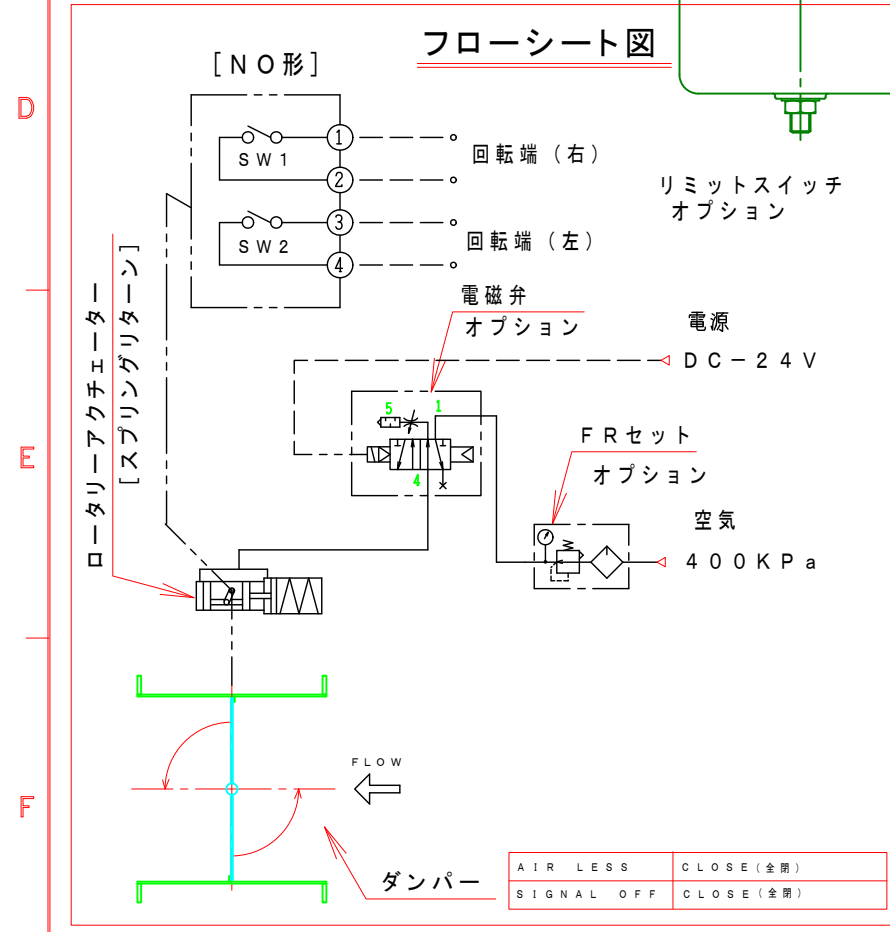 フローシート図
[NO形]
D
SW1
1
2
回転端(右)
SW2
3
4
回転端(左)
リミットスイッチ
オプション
ロータリーアクチェーター
[スプリングリターン]
電磁弁
オプション
電源
DC-24V
5
1
4
E
FRセット
オプション
空気
400KPa
FLOW
F
ダンパー
AIR LESS CLOSE(全閉)
SIGNAL OFF CLOSE(全閉)